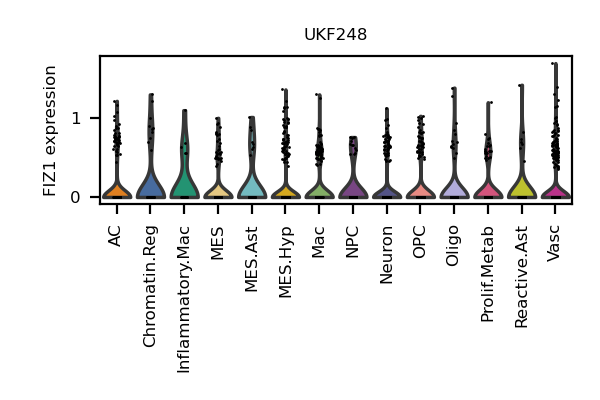 UKF248
FIZ1 expression
1
0
AC
Chromatin.Reg
Inflammatory.Mac
MES
MES.Ast
MES.Hyp
Mac
NPC
Neuron
OPC
Oligo
Prolif.Metab
Reactive.Ast
Vasc